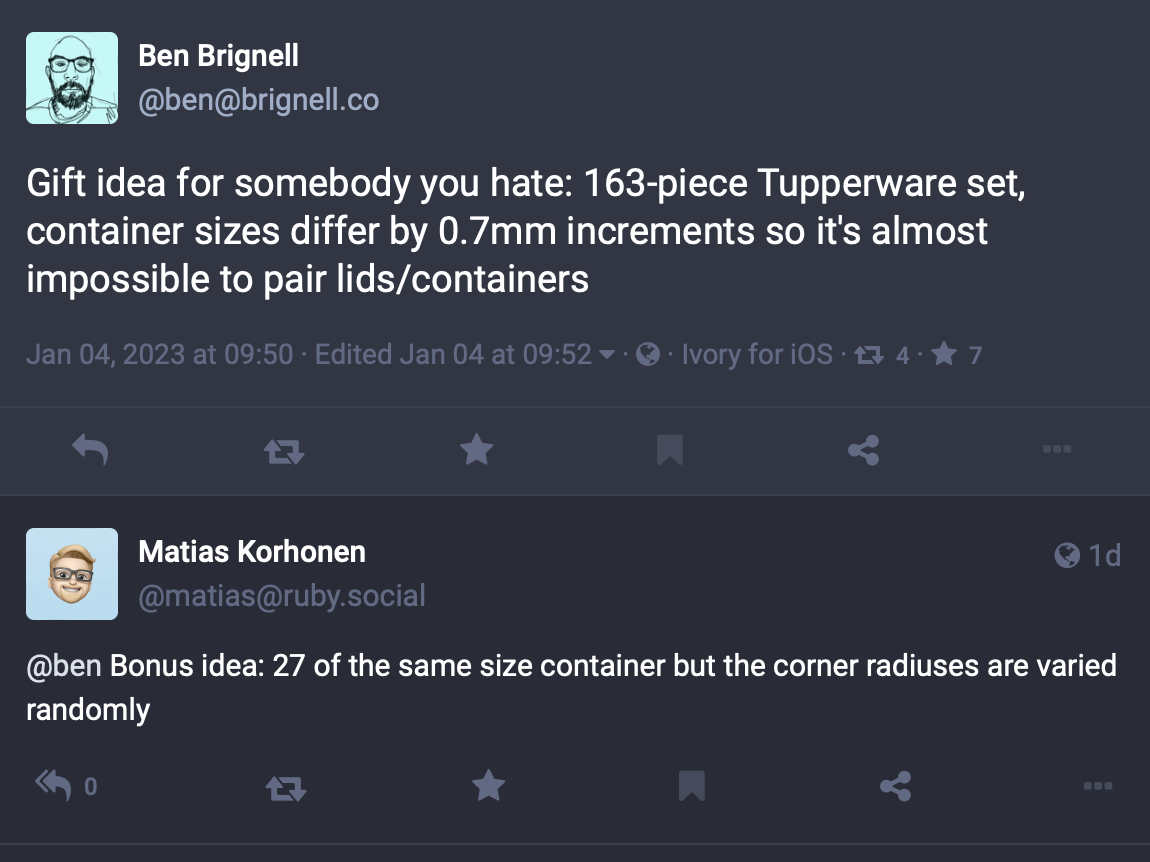 Ben Brignell
@ben@brignell.co
Gift idea for somebody you hate: 163-piece Tupperware set,
container sizes differ by 0.7mm increments so it's almost
impossible to pair lids/containers
Jan 04, 2023 at 09:50 · Edited Jan 04 at 09:52 · · Ivory for iOS · 4 · 7
Matias Korhonen
1d
@matias@ruby.social
@ben Bonus idea: 27 of the same size container but the corner radiuses are varied
randomly
0